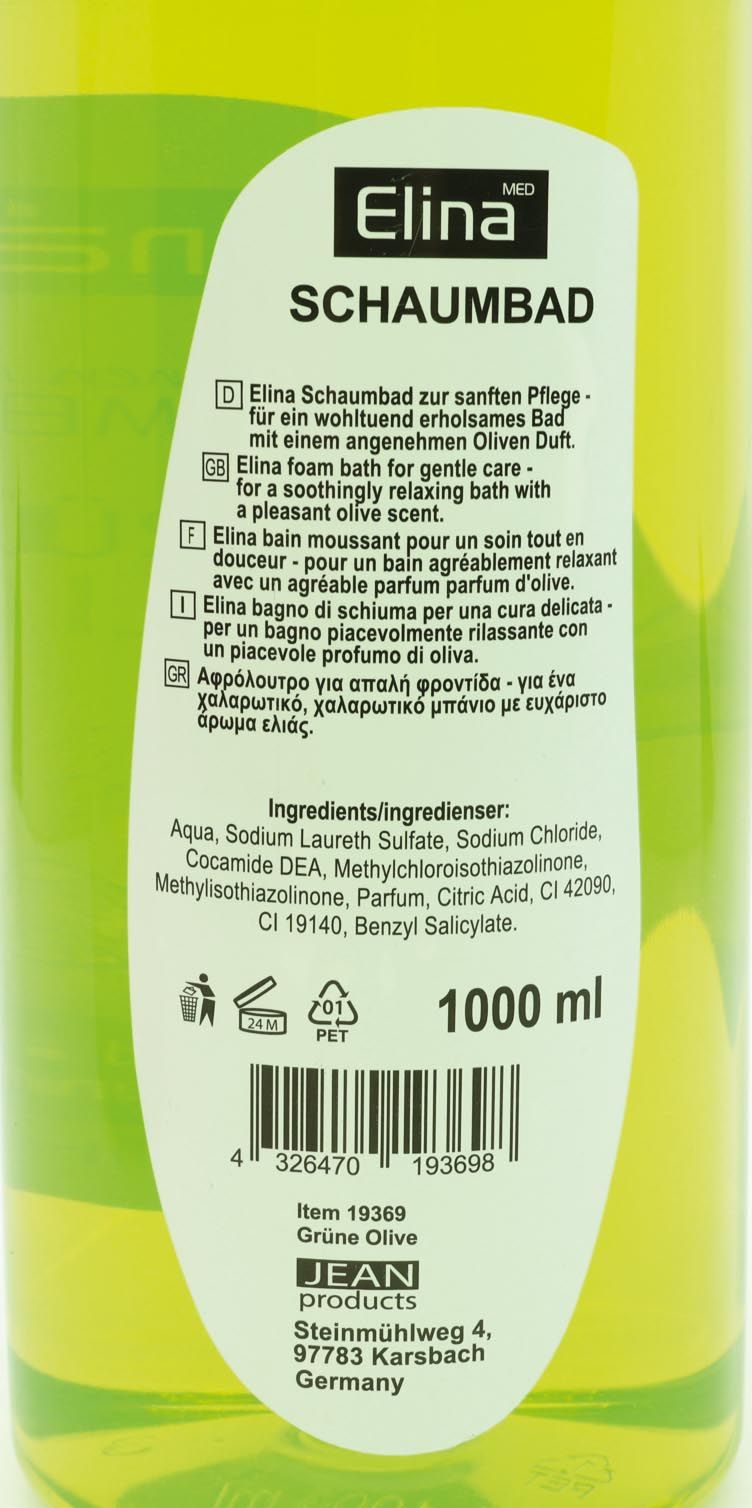 Elina MED
SCHAUMBAD
D Elina Schaumbad zur sanften Pflege -
für ein wohltuend erholsames Bad
mit einem angenehmen Oliven Duft.
GB Elina foam bath for gentle care -
for a soothingly relaxing bath with
a pleasant olive scent.
F Elina bain moussant pour un soin tout en
douceur - pour un bain agréablement relaxant
avec un agréable parfum parfum d'olive.
I Elina bagno di schiuma per una cura delicata -
per un bagno piacevolmente rilassante con
un piacevole profumo di oliva.
GR Αφρόλουτρο για απαλή φροντίδα - για ένα
χαλαρωτικό, χαλαρωτικό μπάνιο με ευχάριστο
άρωμα ελιάς.
Ingredients/ingredienser:
Aqua, Sodium Laureth Sulfate, Sodium Chloride,
Cocamide DEA, Methylchloroisothiazolinone,
Methylisothiazolinone, Parfum, Citric Acid, CI 42090,
CI 19140, Benzyl Salicylate.
24 M
01
PET
1000 ml
4 326470 193698
Item 19369
Grüne Olive
JEAN
products
Steinmühlweg 4,
97783 Karsbach
Germany